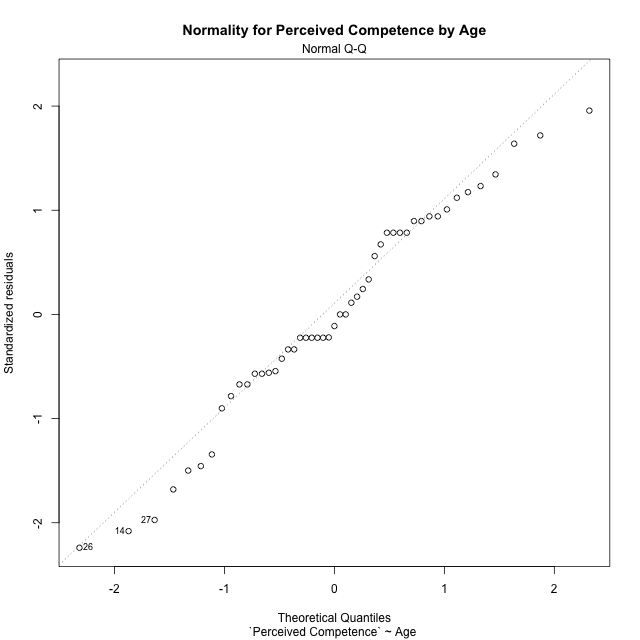 Normality for Perceived Competence by Age
Normal Q-Q
Standardized residuals
2
1
0
-1
-2
27
14
26
-2
-1
0
1
2
Theoretical Quantiles
`Perceived Competence` ~ Age